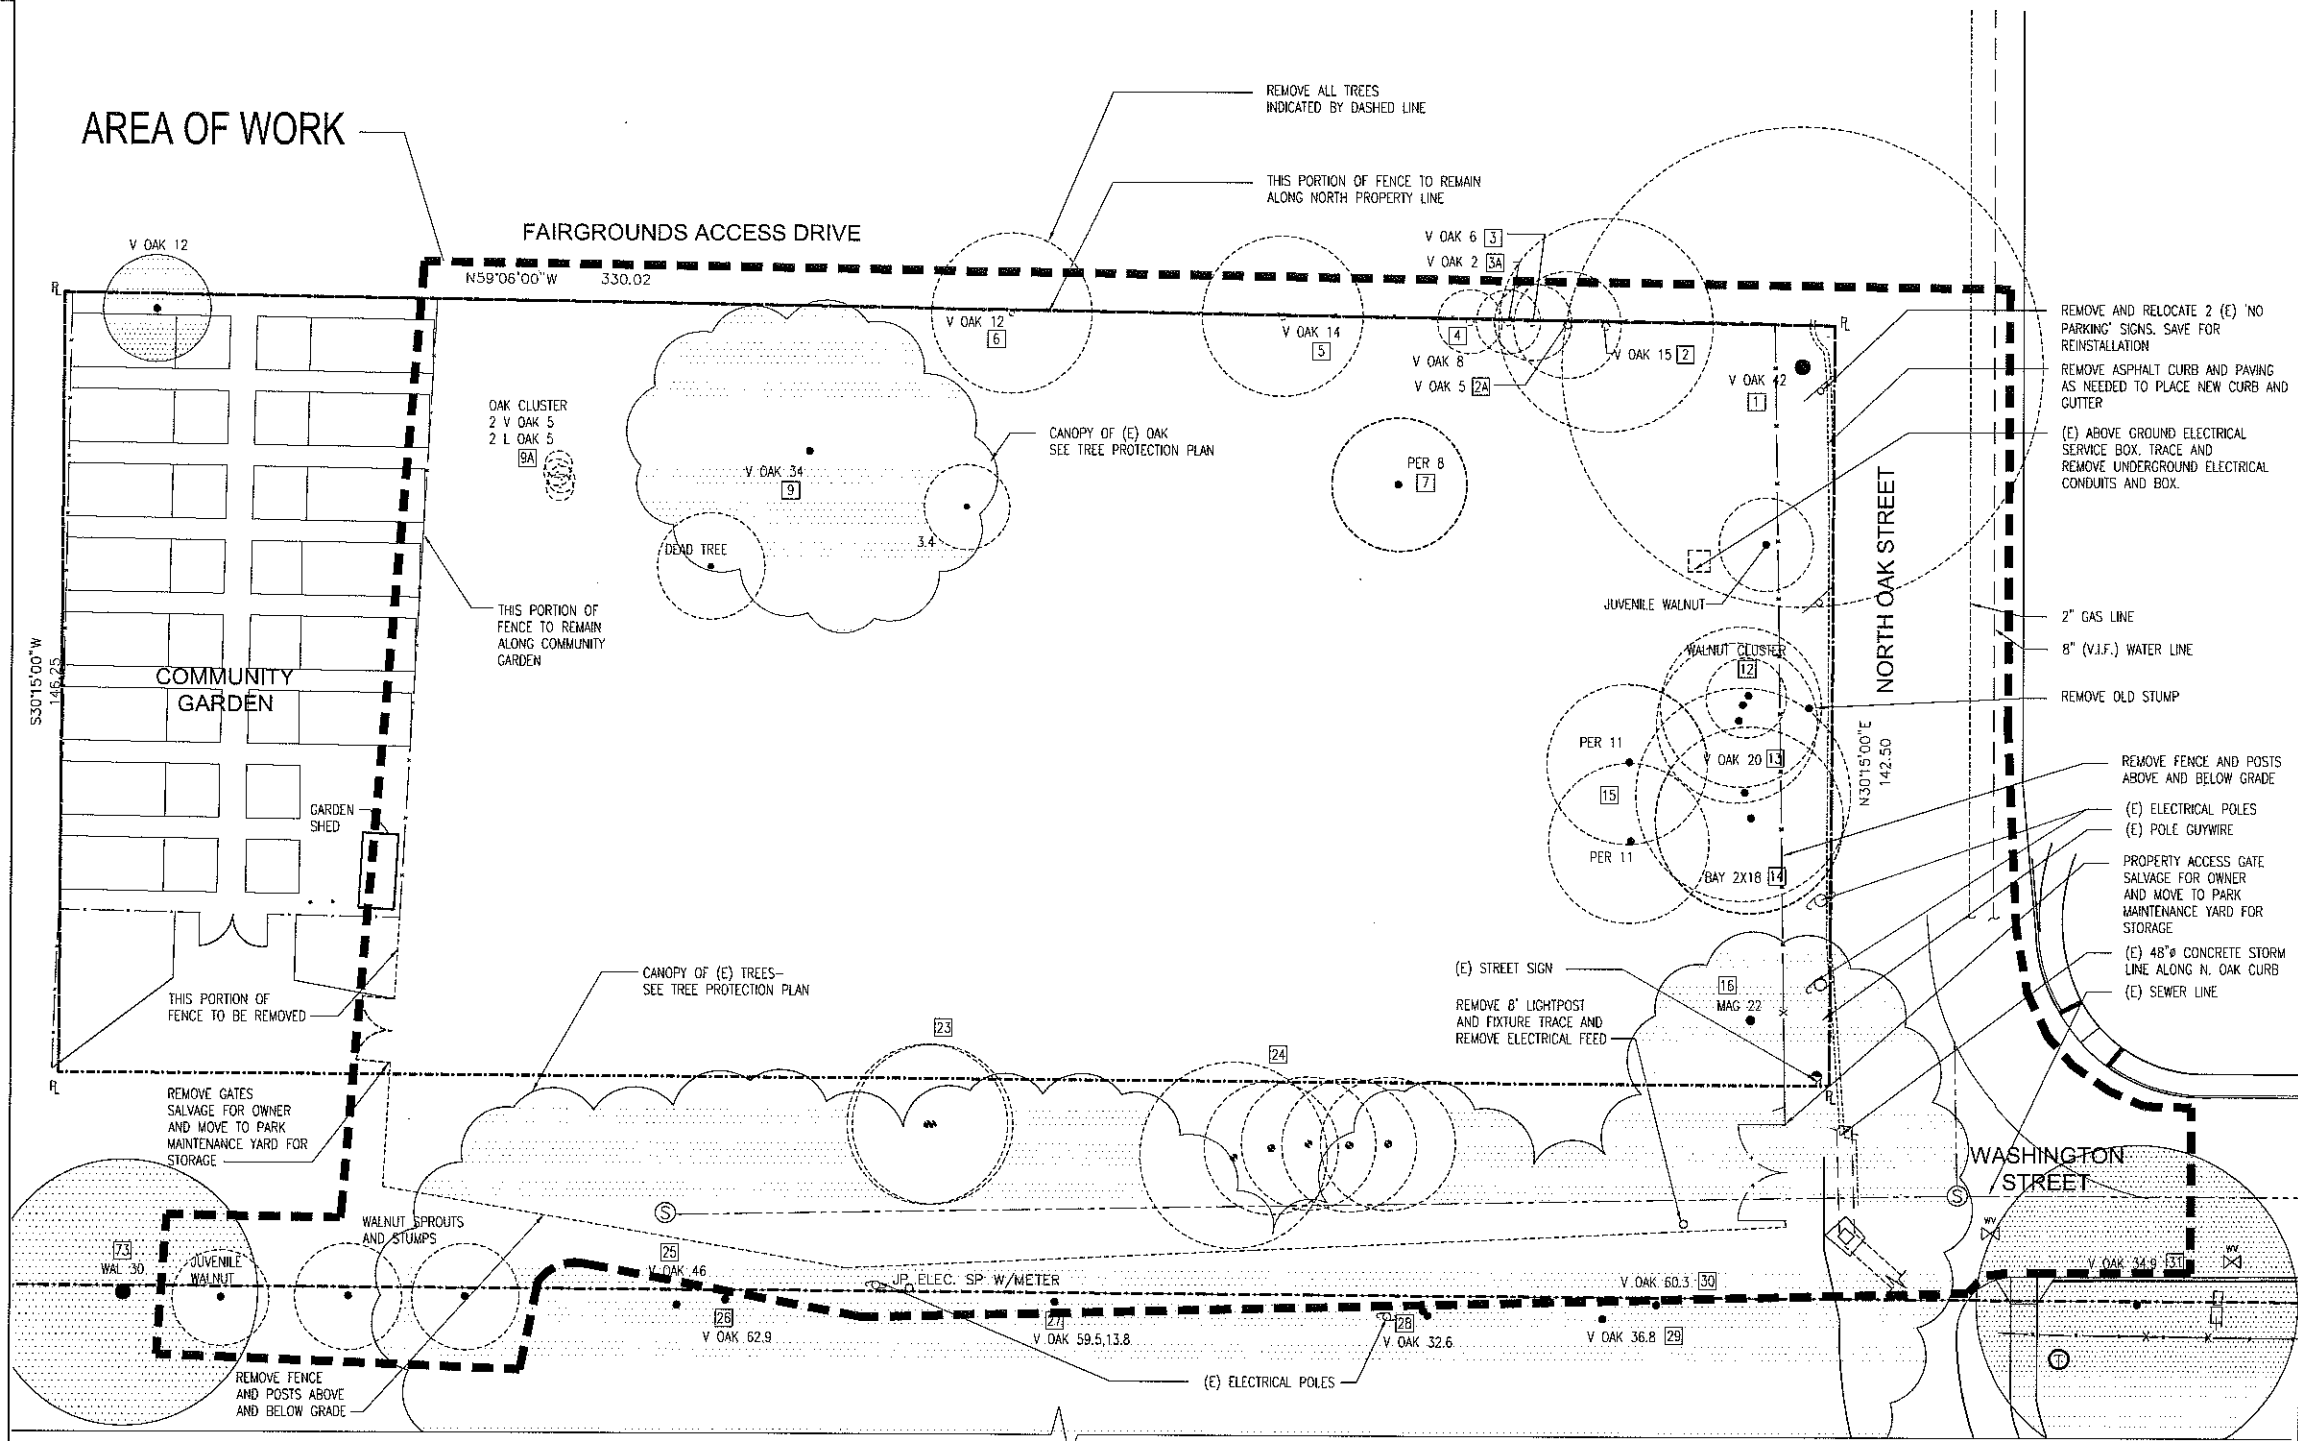 AREA OF WORK
REMOVE ALL TREES
INDICATED BY DASHED LINE
THIS PORTION OF FENCE TO REMAIN
ALONG NORTH PROPERTY LINE
FAIRGROUNDS ACCESS DRIVE
N59°06'00"W 330.02
V OAK 12
V OAK 6 3
V OAK 2 3A
V OAK 12
6
V OAK 14
5
4
V OAK 8
V OAK 5 2A
V OAK 15 2
V OAK 42
1
REMOVE AND RELOCATE 2 (E) 'NO
PARKING' SIGNS. SAVE FOR
REINSTALLATION
REMOVE ASPHALT CURB AND PAVING
AS NEEDED TO PLACE NEW CURB AND
GUTTER
(E) ABOVE GROUND ELECTRICAL
SERVICE BOX. TRACE AND
REMOVE UNDERGROUND ELECTRICAL
CONDUITS AND BOX.
OAK CLUSTER
2 V OAK 5
2 L OAK 5
9A
V OAK 34
9
CANOPY OF (E) OAK
SEE TREE PROTECTION PLAN
PER 8
7
DEAD TREE
3.4
THIS PORTION OF
FENCE TO REMAIN
ALONG COMMUNITY
GARDEN
JUVENILE WALNUT
NORTH OAK STREET
2" GAS LINE
8" (V.I.F.) WATER LINE
S30°15'00"W
146.25
COMMUNITY
GARDEN
WALNUT CLUSTER
12
REMOVE OLD STUMP
PER 11
V OAK 20 13
N30°15'00"E
142.50
15
PER 11
BAY 2X18 14
GARDEN
SHED
REMOVE FENCE AND POSTS
ABOVE AND BELOW GRADE
(E) ELECTRICAL POLES
(E) POLE GUYWIRE
PROPERTY ACCESS GATE
SALVAGE FOR OWNER
AND MOVE TO PARK
MAINTENANCE YARD FOR
STORAGE
(E) 48"ø CONCRETE STORM
LINE ALONG N. OAK CURB
(E) SEWER LINE
CANOPY OF (E) TREES-
SEE TREE PROTECTION PLAN
(E) STREET SIGN
16
MAG 22
REMOVE 8' LIGHTPOST
AND FIXTURE TRACE AND
REMOVE ELECTRICAL FEED
THIS PORTION OF
FENCE TO BE REMOVED
23
24
REMOVE GATES
SALVAGE FOR OWNER
AND MOVE TO PARK
MAINTENANCE YARD FOR
STORAGE
WASHINGTON
STREET
S
S
WALNUT SPROUTS
AND STUMPS
73
WAL 30
JUVENILE
WALNUT
25
V OAK 46
JP ELEC. SP W/METER
V OAK 60.3 30
V OAK 34.9 31
WV
WV
26
V OAK 62.9
27
V OAK 59.5,13.8
28
V OAK 32.6
V OAK 36.8 29
T
REMOVE FENCE
AND POSTS ABOVE
AND BELOW GRADE
(E) ELECTRICAL POLES
PL
PL
PL
PL